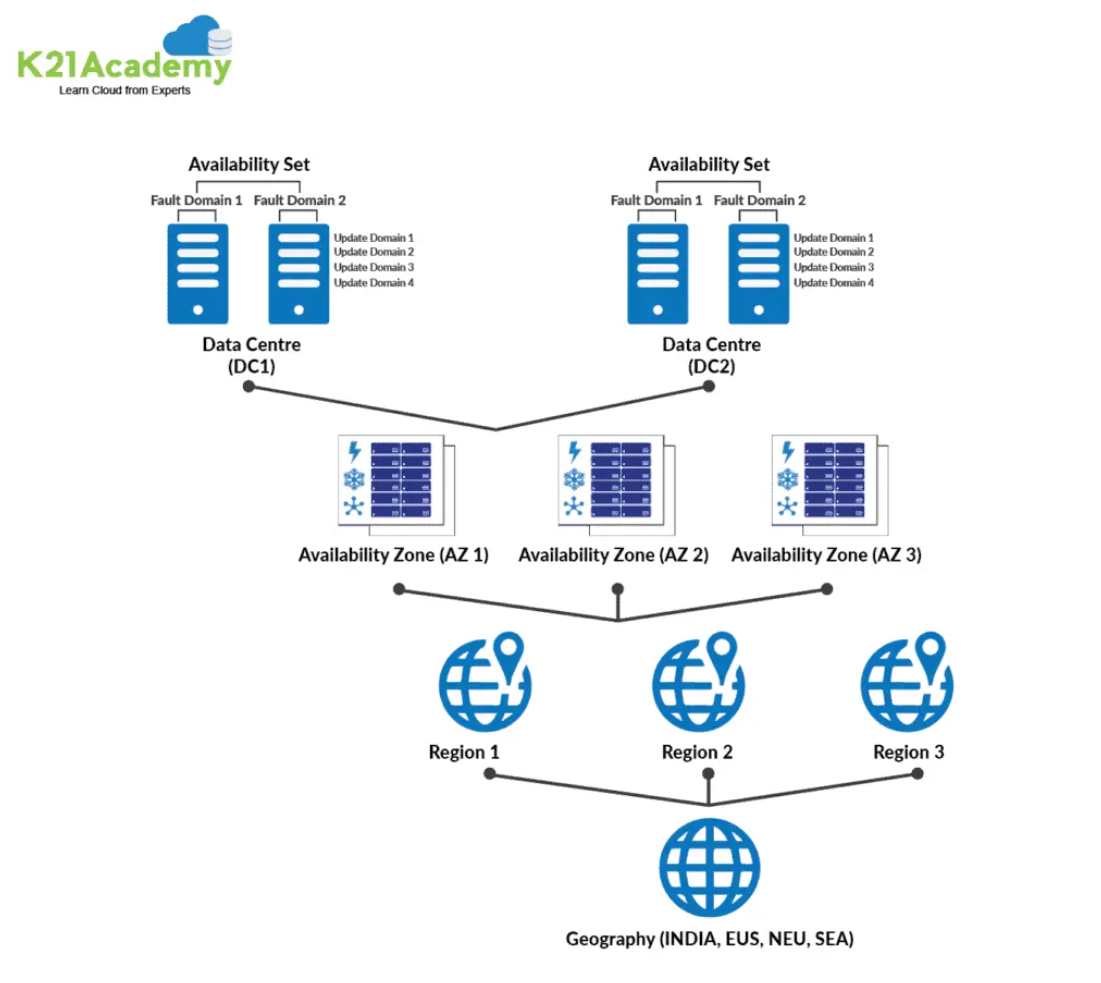 K21Academy
Learn Cloud from Experts
Availability Set
Availability Set
Fault Domain 1 Fault Domain 2
Fault Domain 1 Fault Domain 2
Update Domain 1
Update Domain 2
Update Domain 3
Update Domain 4
Update Domain 1
Update Domain 2
Update Domain 3
Update Domain 4
Data Centre
(DC1)
Data Centre
(DC2)
Availability Zone (AZ 1)
Availability Zone (AZ 2)
Availability Zone (AZ 3)
Region 1
Region 2
Region 3
Geography (INDIA, EUS, NEU, SEA)